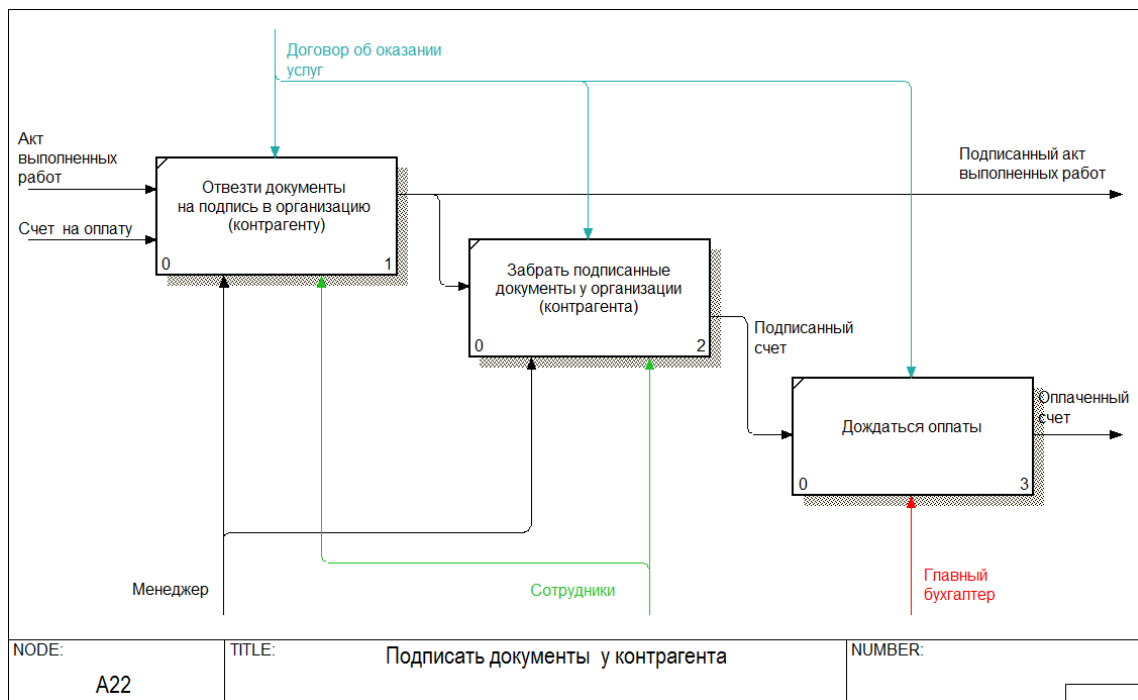 Договор об оказании
услуг
Акт
выполненных
работ
Счет на оплату
Отвезти документы
на подпись в организацию
(контрагенту)
0
1
Подписанный акт
выполненных работ
Забрать подписанные
документы у организации
(контрагента)
0
2
Подписанный
счет
Дождаться оплаты
0
3
Оплаченный
счет
Менеджер
Сотрудники
Главный
бухгалтер
NODE:
A22
TITLE:
Подписать документы у контрагента
NUMBER: